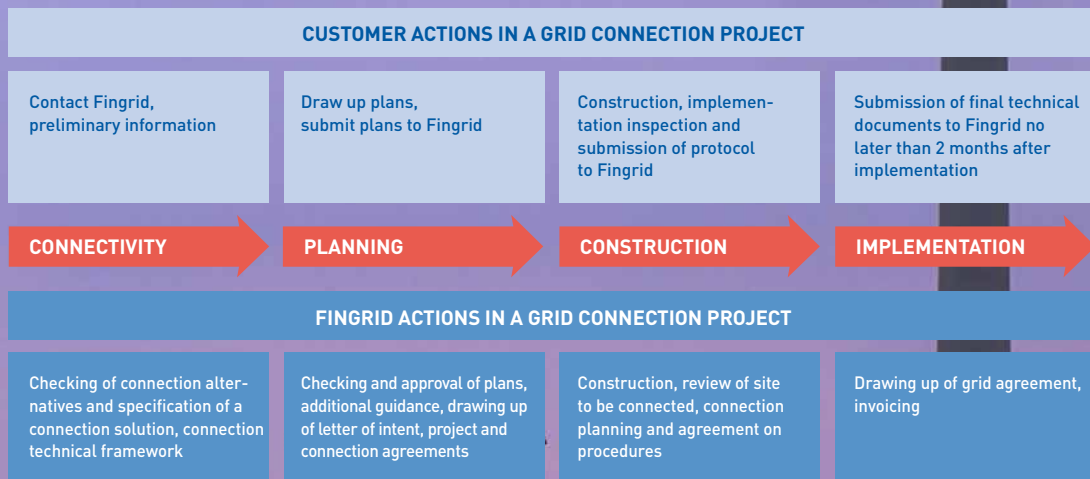 CUSTOMER ACTIONS IN A GRID CONNECTION PROJECT
Contact Fingrid,
preliminary information
Draw up plans,
submit plans to Fingrid
Construction, implemen-
tation inspection and
submission of protocol
to Fingrid
Submission of final technical
documents to Fingrid no
later than 2 months after
implementation
CONNECTIVITY
PLANNING
CONSTRUCTION
IMPLEMENTATION
FINGRID ACTIONS IN A GRID CONNECTION PROJECT
Checking of connection alter-
natives and specification of a
connection solution, connection
technical framework
Checking and approval of plans,
additional guidance, drawing up
of letter of intent, project and
connection agreements
Construction, review of site
to be connected, connection
planning and agreement on
procedures
Drawing up of grid agreement,
invoicing